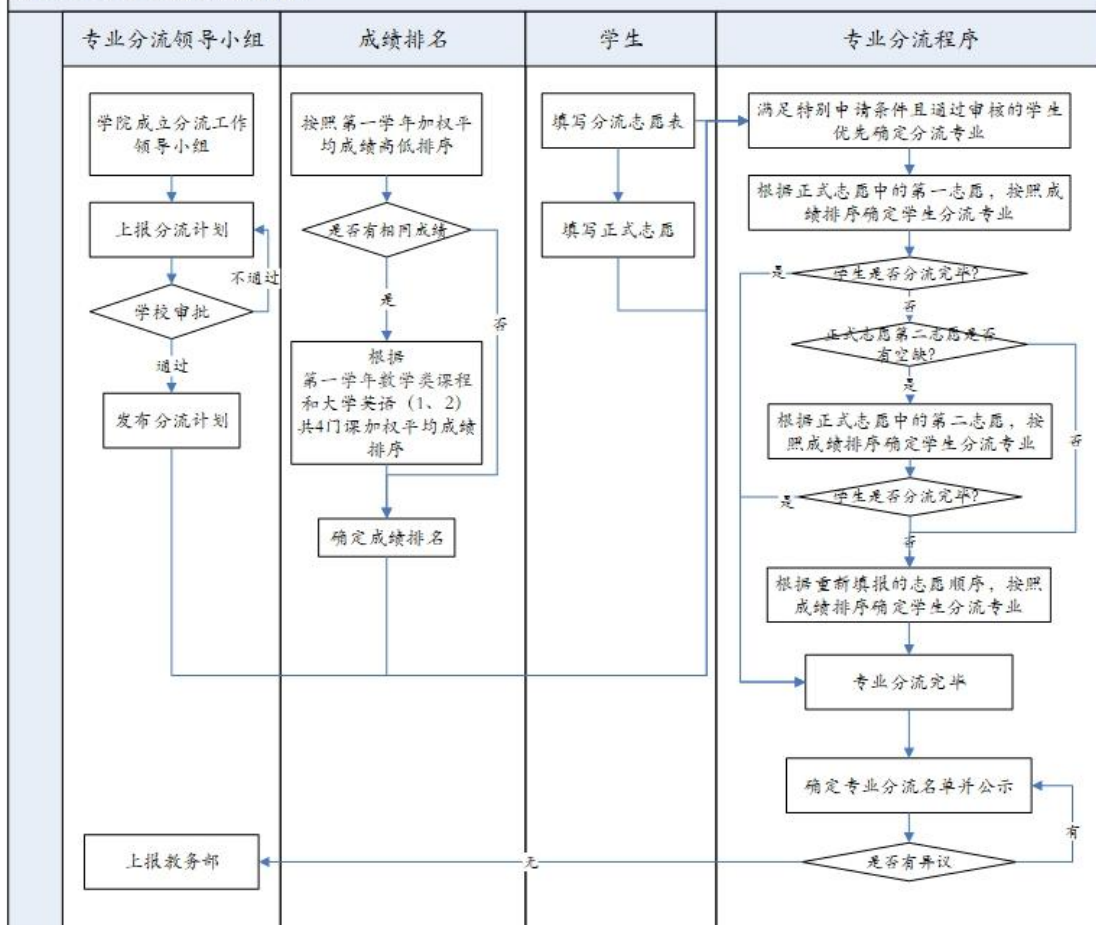 专业分流领导小组
成绩排名
学生
专业分流程序
学院成立分流工作
领导小组
上报分流计划
不通过
学校审批
通过
发布分流计划
按照第一学年加权平
均成绩高低排序
是否有相同成绩
是
否
根据
第一学年数学类课程
和大学英语（1、2）
共4门课加权平均成绩
排序
确定成绩排名
填写分流志愿表
填写正式志愿
满足特别申请条件且通过审核的学生
优先确定分流专业
根据正式志愿中的第一志愿，按照成
绩排序确定学生分流专业
是
学生是否分流完毕?
否
正式志愿第二志愿是否
有空缺?
是
否
根据正式志愿中的第二志愿，按
照成绩排序确定学生分流专业
是
学生是否分流完毕?
否
根据重新填报的志愿顺序，按照
成绩排序确定学生分流专业
专业分流完毕
确定专业分流名单并公示
有
是否有异议
无
上报教务部